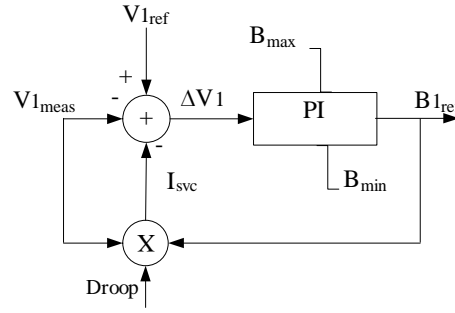 V1ref
Bmax
+
V1meas
-
+
ΔV1
PI
B1re
-
Isvc
Bmin
X
Droop